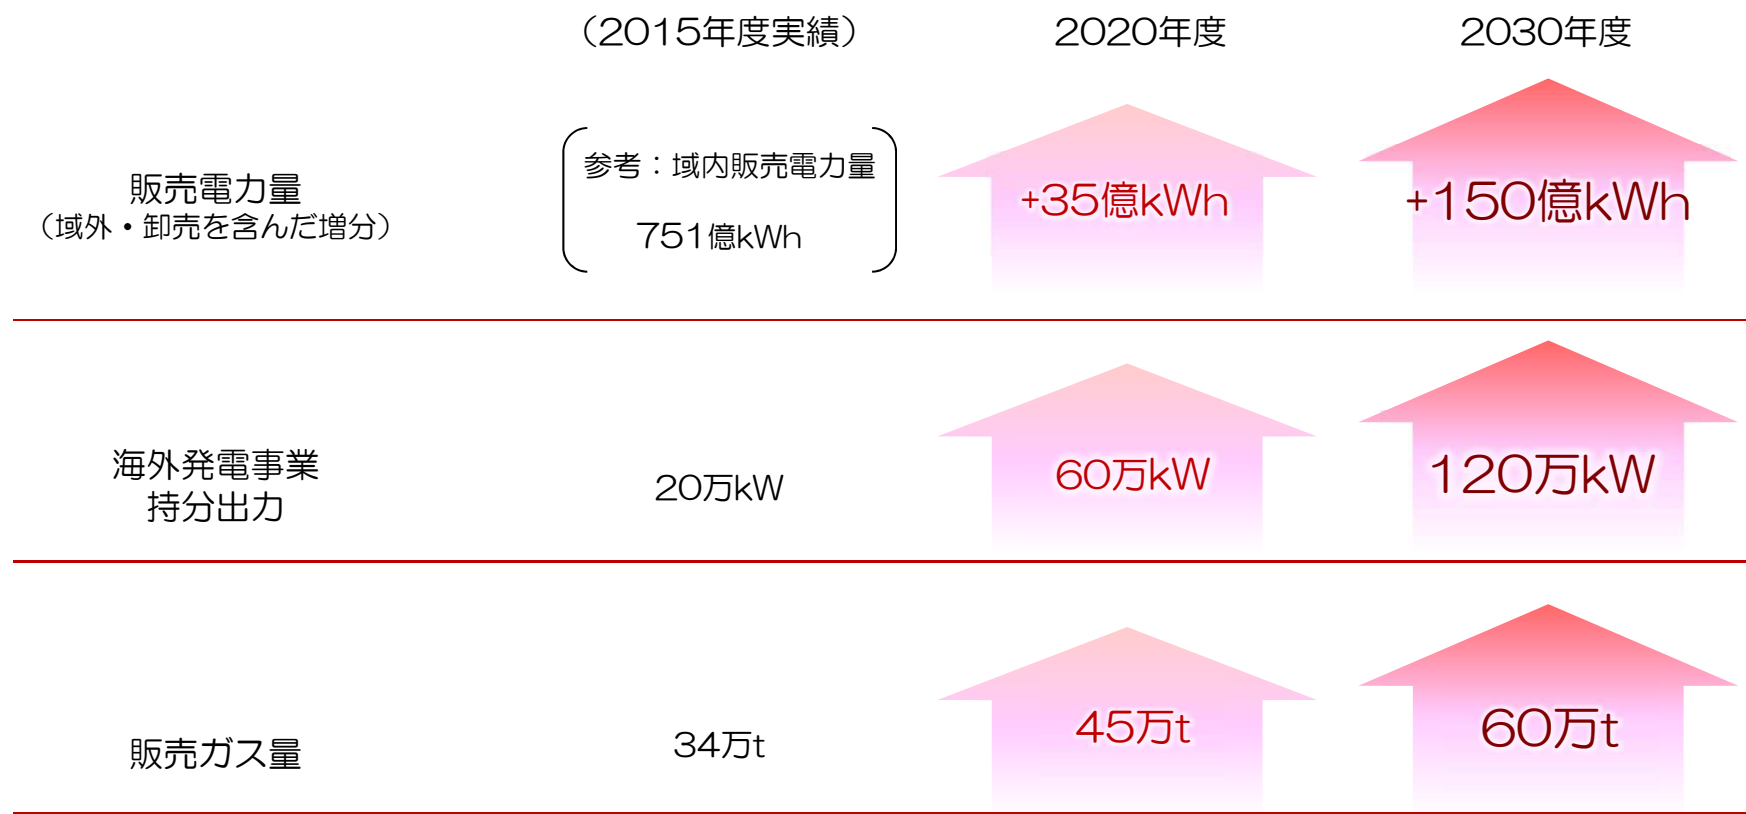 （2015年度実績）
2020年度
2030年度
販売電力量
（域外・卸売を含んだ増分）
参考：域内販売電力量
751億kWh
+35億kWh
+150億kWh
海外発電事業
持分出力
20万kW
60万kW
120万kW
販売ガス量
34万t
45万t
60万t